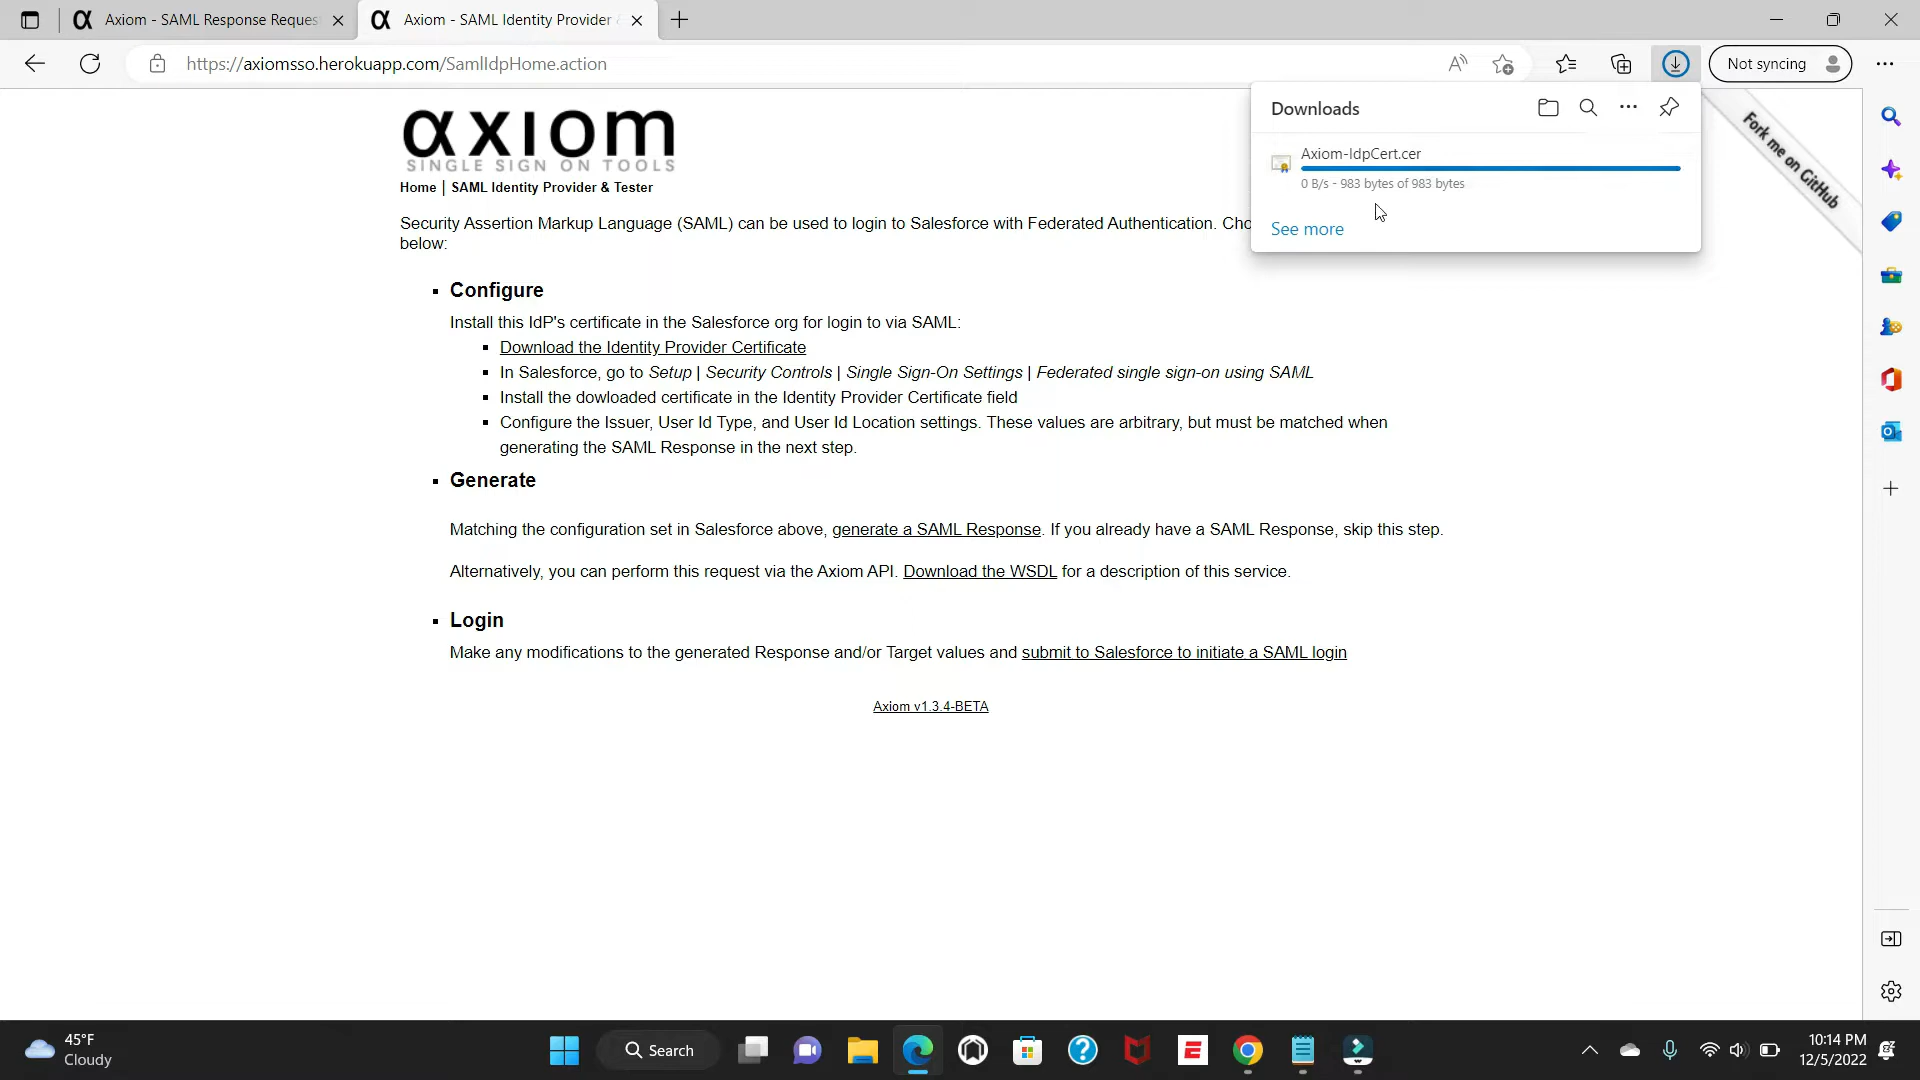 Axiom - SAML Response Reques
Axiom - SAML Identity Provider
https://axiomsso.herokuapp.com/SamlIdpHome.action
Not syncing
Downloads
Axiom-IdpCert.cer
0 B/s - 983 bytes of 983 bytes
See more
Fork me on GitHub
αxıom
SINGLE SIGN ON TOOLS
Home | SAML Identity Provider & Tester
Security Assertion Markup Language (SAML) can be used to login to Salesforce with Federated Authentication. Cho
below:
Configure
Install this IdP's certificate in the Salesforce org for login to via SAML:
Download the Identity Provider Certificate
In Salesforce, go to Setup | Security Controls | Single Sign-On Settings | Federated single sign-on using SAML
Install the dowloaded certificate in the Identity Provider Certificate field
Configure the Issuer, User Id Type, and User Id Location settings. These values are arbitrary, but must be matched when
generating the SAML Response in the next step.
Generate
Matching the configuration set in Salesforce above, generate a SAML Response. If you already have a SAML Response, skip this step.
Alternatively, you can perform this request via the Axiom API. Download the WSDL for a description of this service.
Login
Make any modifications to the generated Response and/or Target values and submit to Salesforce to initiate a SAML login
Axiom v1.3.4-BETA
45°F
Cloudy
Search
10:14 PM
12/5/2022